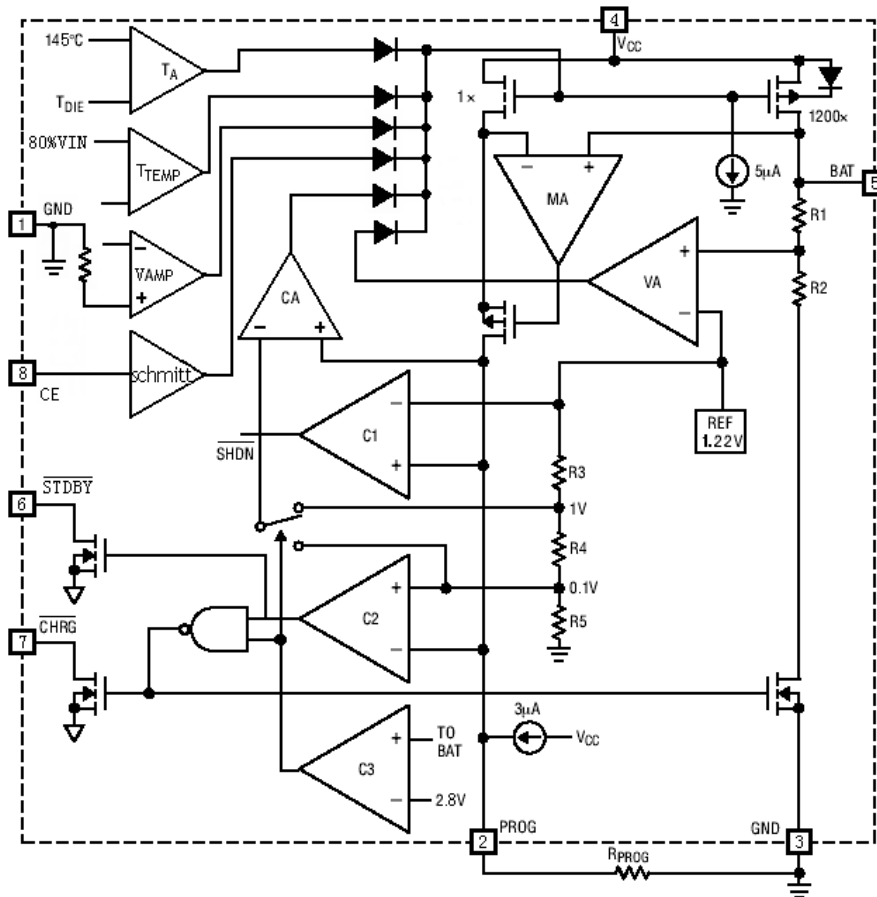 4
VCC
145°C
TA
TDIE
1×
1200×
80%VIN
TTEMP
− +
MA
5μA
BAT
5
1
GND
R1
−
VAMP
+
+
VA
−
R2
CA
− +
8
CE
schmitt
−
C1
+
SHDN
REF
1.22V
R3
STDBY
6
1V
R4
+
C2
−
0.1V
R5
CHRG
7
3μA
VCC
+
C3
−
TO
BAT
2.8V
2
PROG
GND
3
RPROG